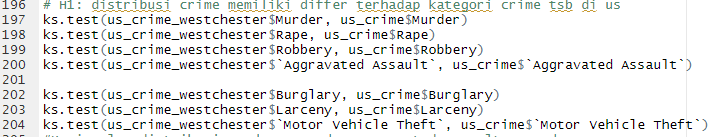 196 # H1: distribusi crime memiliki differ terhadap kategori crime tsb di us
197 ks.test(us_crime_westchester$Murder, us_crime$Murder)
198 ks.test(us_crime_westchester$Rape, us_crime$Rape)
199 ks.test(us_crime_westchester$Robbery, us_crime$Robbery)
200 ks.test(us_crime_westchester$`Aggravated Assault`, us_crime$`Aggravated Assault`)
201
202 ks.test(us_crime_westchester$Burglary, us_crime$Burglary)
203 ks.test(us_crime_westchester$Larceny, us_crime$Larceny)
204 ks.test(us_crime_westchester$`Motor Vehicle Theft`, us_crime$`Motor Vehicle Theft`)